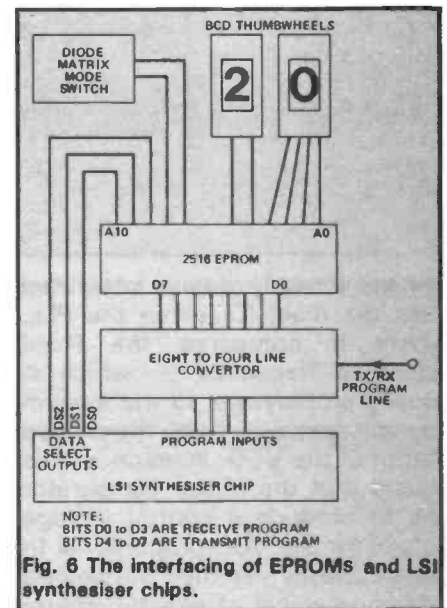 BCD THUMBWHEELS
DIODE
MATRIX
MODE
SWITCH
2 0
A10 A0
2516 EPROM
D7 D0
EIGHT TO FOUR LINE
CONVERTOR
TX/RX
PROGRAM
LINE
DS2 DS1 DS0
DATA
SELECT
OUTPUTS
PROGRAM INPUTS
LSI SYNTHESISER CHIP
NOTE:
BITS D0 to D3 ARE RECEIVE PROGRAM
BITS D4 to D7 ARE TRANSMIT PROGRAM
Fig. 6 The interfacing of EPROMs and LSI
synthesiser chips.